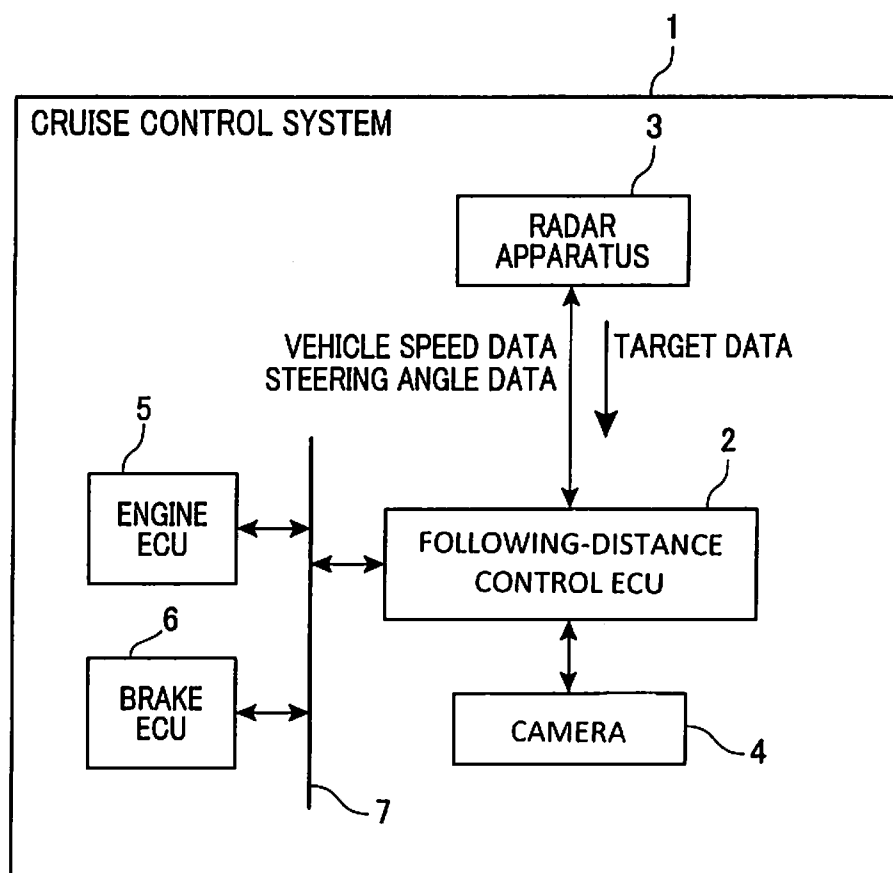 1
CRUISE CONTROL SYSTEM
3
RADAR
APPARATUS
VEHICLE SPEED DATA
STEERING ANGLE DATA
TARGET DATA
5
2
ENGINE
ECU
FOLLOWING-DISTANCE
CONTROL ECU
6
BRAKE
ECU
CAMERA
4
7